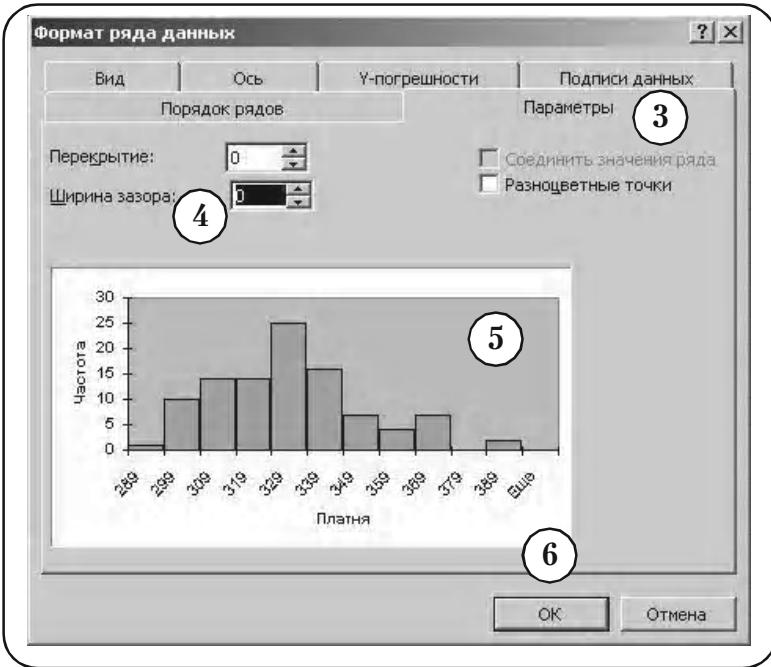 Формат ряда данных
Вид Ось Y-погрешности Подписи данных
Порядок рядов Параметры 3
Перекрытие: 0 Соединить значения ряда
Ширина зазора: 4 0 Разноцветные точки
30
25
20
15
10
5
0
Частота
5
289 299 309 319 329 339 349 359 369 379 389 Еще
Платня
6
OK Отмена